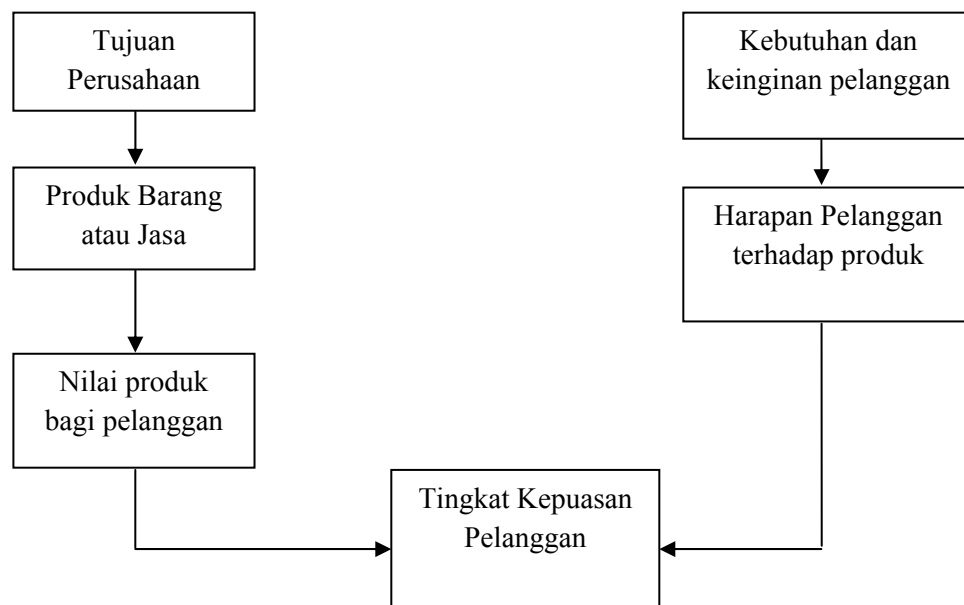 Tujuan
Perusahaan
Kebutuhan dan
keinginan pelanggan
Produk Barang
atau Jasa
Harapan Pelanggan
terhadap produk
Nilai produk
bagi pelanggan
Tingkat Kepuasan
Pelanggan